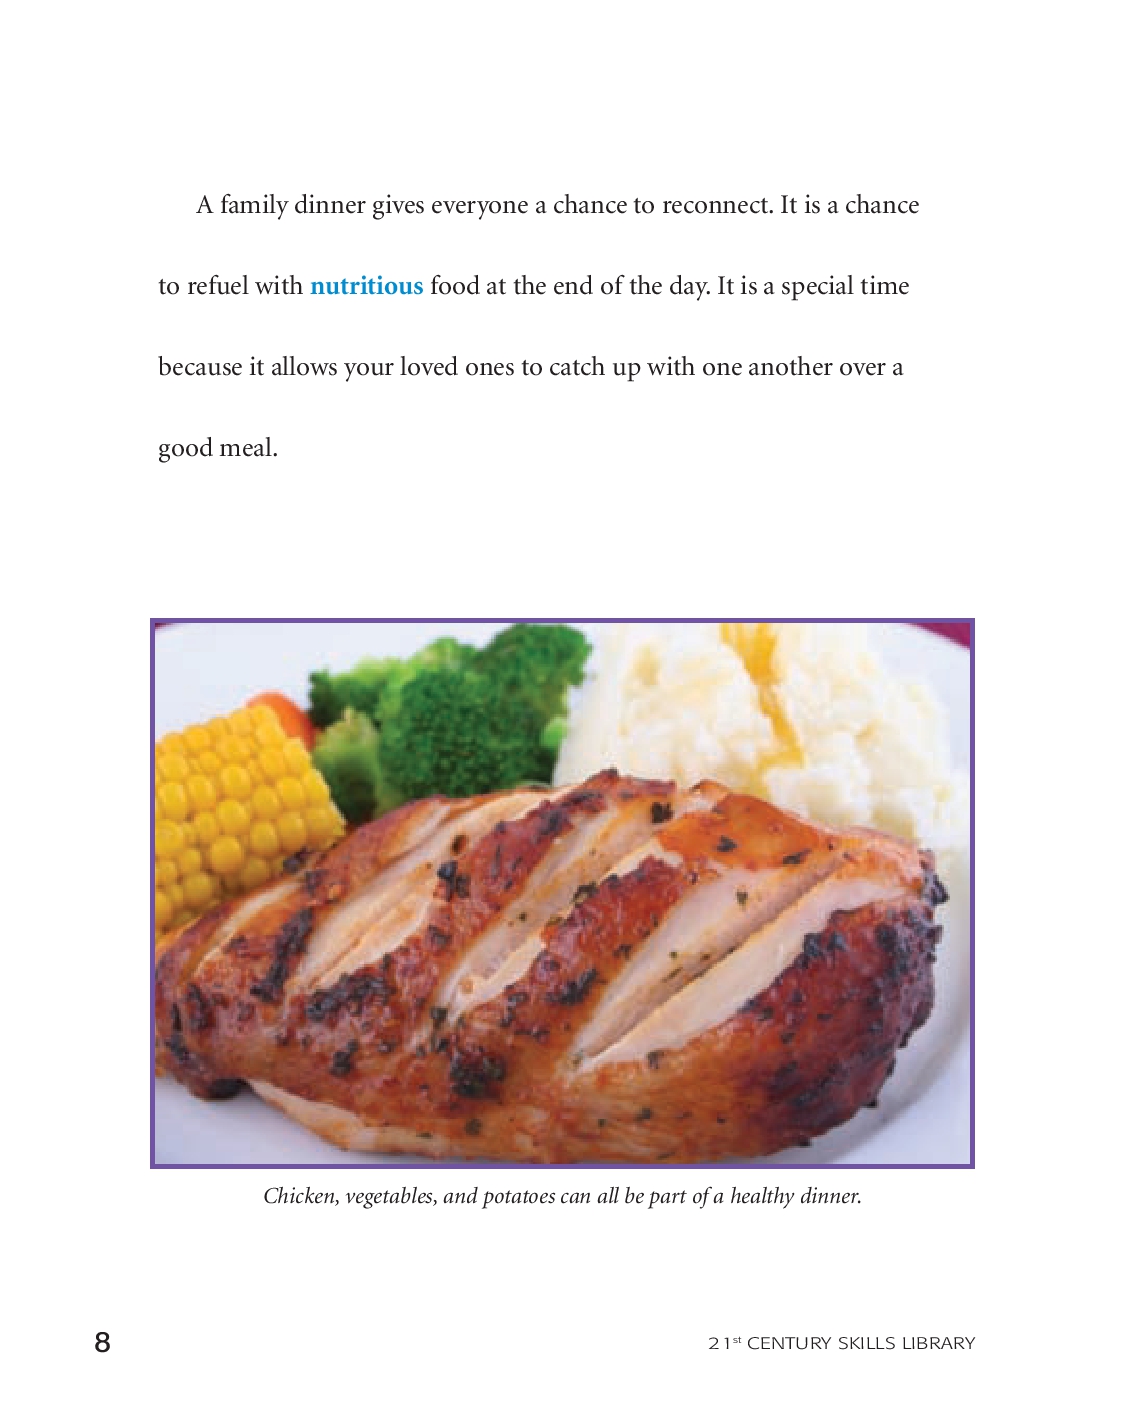 A family dinner gives everyone a chance to reconnect. It is a chance
to refuel with nutritious food at the end of the day. It is a special time
because it allows your loved ones to catch up with one another over a
good meal.
Chicken, vegetables, and potatoes can all be part of a healthy dinner.
8
21st CENTURY SKILLS LIBRARY